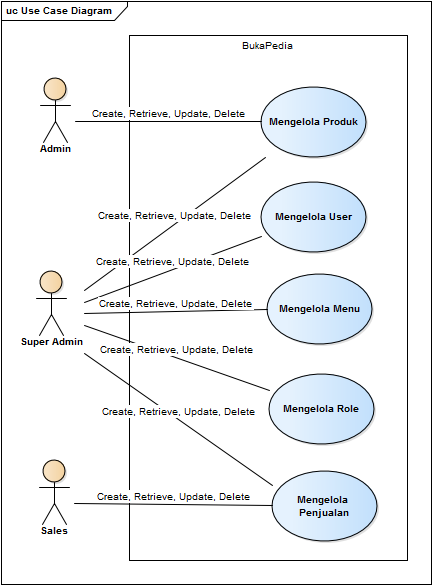 uc Use Case Diagram
BukaPedia
Create, Retrieve, Update, Delete
Mengelola Produk
Admin
Create, Retrieve, Update, Delete
Mengelola User
Create, Retrieve, Update, Delete
Create, Retrieve, Update, Delete
Mengelola Menu
Super Admin
Create, Retrieve, Update, Delete
Mengelola Role
Create, Retrieve, Update, Delete
Create, Retrieve, Update, Delete
Mengelola
Penjualan
Sales